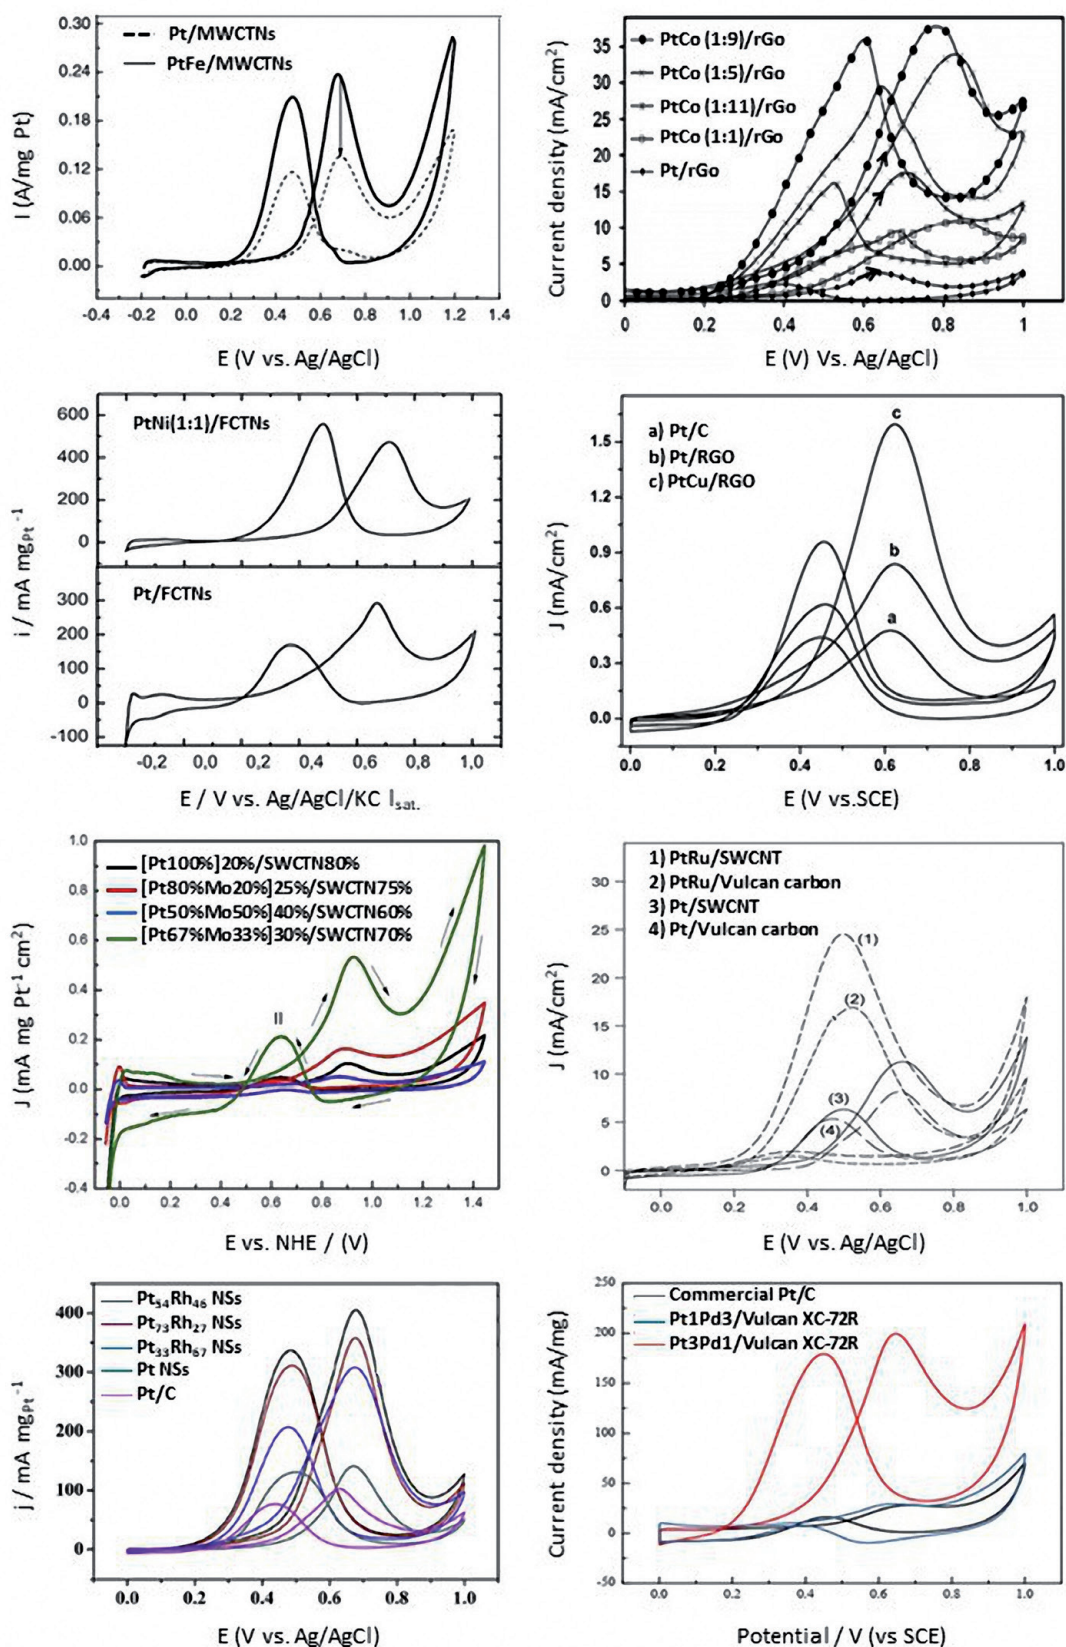 0.30
0.24
0.18
0.12
0.06
0.00
-0.4 -0.2 0.0 0.2 0.4 0.6 0.8 1.0 1.2 1.4
I (A/mg Pt)
E (V vs. Ag/AgCl)
Pt/MWCTNs
PtFe/MWCTNs
35
30
25
20
15
10
5
0
0 0.2 0.4 0.6 0.8 1
Current density (mA/cm²)
E (V) Vs. Ag/AgCl)
PtCo (1:9)/rGo
PtCo (1:5)/rGo
PtCo (1:11)/rGo
PtCo (1:1)/rGo
Pt/rGo
600
400
200
0
PtNi(1:1)/FCTNs
300
200
100
0
-100
Pt/FCTNs
-0,2 0,0 0,2 0,4 0,6 0,8 1,0
i / mA mgPt⁻¹
E / V vs. Ag/AgCl/KC lsat.
1.5
1.2
0.9
0.6
0.3
0.0
0.0 0.2 0.4 0.6 0.8 1.0
J (mA/cm²)
E (V vs.SCE)
a) Pt/C
b) Pt/RGO
c) PtCu/RGO
c
b
a
1.0
0.8
0.6
0.4
0.2
0.0
-0.2
-0.4
0.0 0.2 0.4 0.6 0.8 1.0 1.2 1.4
J (mA mg Pt⁻¹ cm²)
E vs. NHE / (V)
[Pt100%]20%/SWCTN80%
[Pt80%Mo20%]25%/SWCTN75%
[Pt50%Mo50%]40%/SWCTN60%
[Pt67%Mo33%]30%/SWCTN70%
II
30
25
20
15
10
5
0
0.0 0.2 0.4 0.6 0.8 1.0
J (mA/cm²)
E (V vs. Ag/AgCl)
1) PtRu/SWCNT
2) PtRu/Vulcan carbon
3) Pt/SWCNT
4) Pt/Vulcan carbon
(1)
(2)
(3)
(4)
400
300
200
100
0
0.0 0.2 0.4 0.6 0.8 1.0
j / mA mgPt⁻¹
E (V vs. Ag/AgCl)
Pt₅₄Rh₄₆ NSs
Pt₇₃Rh₂₇ NSs
Pt₃₃Rh₆₇ NSs
Pt NSs
Pt/C
250
200
150
100
50
0
-50
0.0 0.2 0.4 0.6 0.8 1.0
Current density (mA/mg)
Potential / V (vs SCE)
Commercial Pt/C
Pt1Pd3/Vulcan XC-72R
Pt3Pd1/Vulcan XC-72R